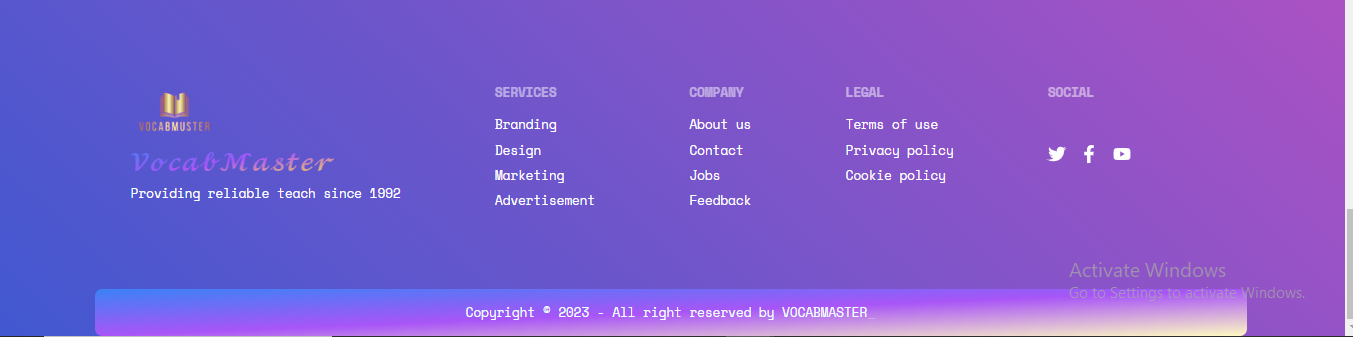 VOCABMUSTER
VocabMaster
Providing reliable teach since 1992
SERVICES
Branding
Design
Marketing
Advertisement
COMPANY
About us
Contact
Jobs
Feedback
LEGAL
Terms of use
Privacy policy
Cookie policy
SOCIAL
Activate Windows
Go to Settings to activate Windows.
Copyright © 2023 - All right reserved by VOCABMASTER_